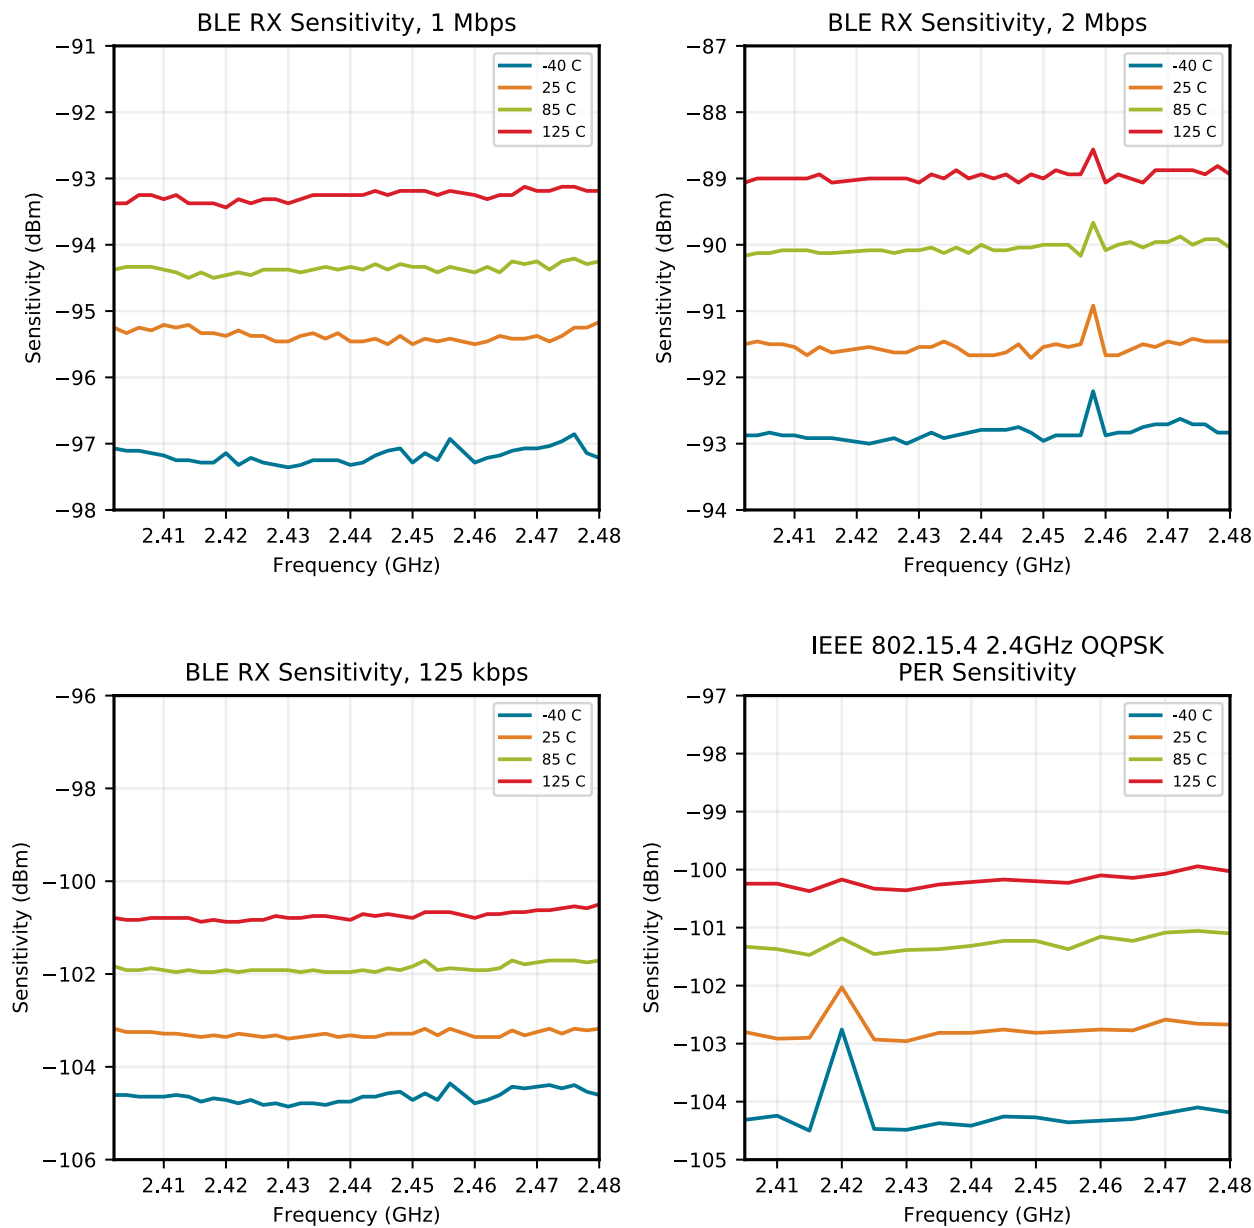 BLE RX Sensitivity, 1 Mbps
−91
−92
−93
−94
−95
−96
−97
−98
Sensitivity (dBm)
-40 C
25 C
85 C
125 C
2.41 2.42 2.43 2.44 2.45 2.46 2.47 2.48
Frequency (GHz)
BLE RX Sensitivity, 2 Mbps
−87
−88
−89
−90
−91
−92
−93
−94
Sensitivity (dBm)
-40 C
25 C
85 C
125 C
2.41 2.42 2.43 2.44 2.45 2.46 2.47 2.48
Frequency (GHz)
BLE RX Sensitivity, 125 kbps
−96
−98
−100
−102
−104
−106
Sensitivity (dBm)
-40 C
25 C
85 C
125 C
2.41 2.42 2.43 2.44 2.45 2.46 2.47 2.48
Frequency (GHz)
IEEE 802.15.4 2.4GHz OQPSK
PER Sensitivity
−97
−98
−99
−100
−101
−102
−103
−104
−105
Sensitivity (dBm)
-40 C
25 C
85 C
125 C
2.41 2.42 2.43 2.44 2.45 2.46 2.47 2.48
Frequency (GHz)